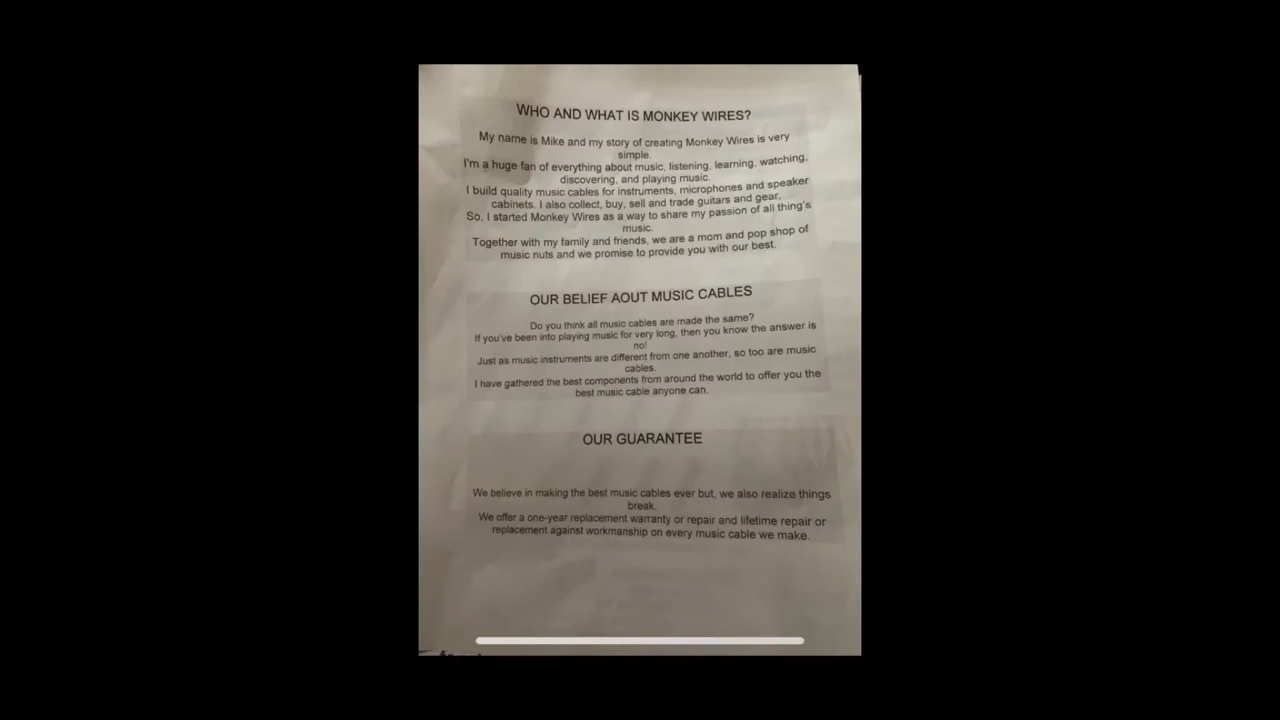 WHO AND WHAT IS MONKEY WIRES?
My name is Mike and my story of creating Monkey Wires is very
simple.
I'm a huge fan of everything about music, listening, learning, watching,
discovering, and playing music.
I build quality music cables for instruments, microphones and speaker
cabinets. I also collect, buy, sell and trade guitars and gear.
So, I started Monkey Wires as a way to share my passion of all thing's
music.
Together with my family and friends, we are a mom and pop shop of
music nuts and we promise to provide you with our best.
OUR BELIEF AOUT MUSIC CABLES
Do you think all music cables are made the same?
If you've been into playing music for very long, then you know the answer is
no!
Just as music instruments are different from one another, so too are music
cables.
I have gathered the best components from around the world to offer you the
best music cable anyone can.
OUR GUARANTEE
We believe in making the best music cables ever but, we also realize things
break.
We offer a one-year replacement warranty or repair and lifetime repair or
replacement against workmanship on every music cable we make.